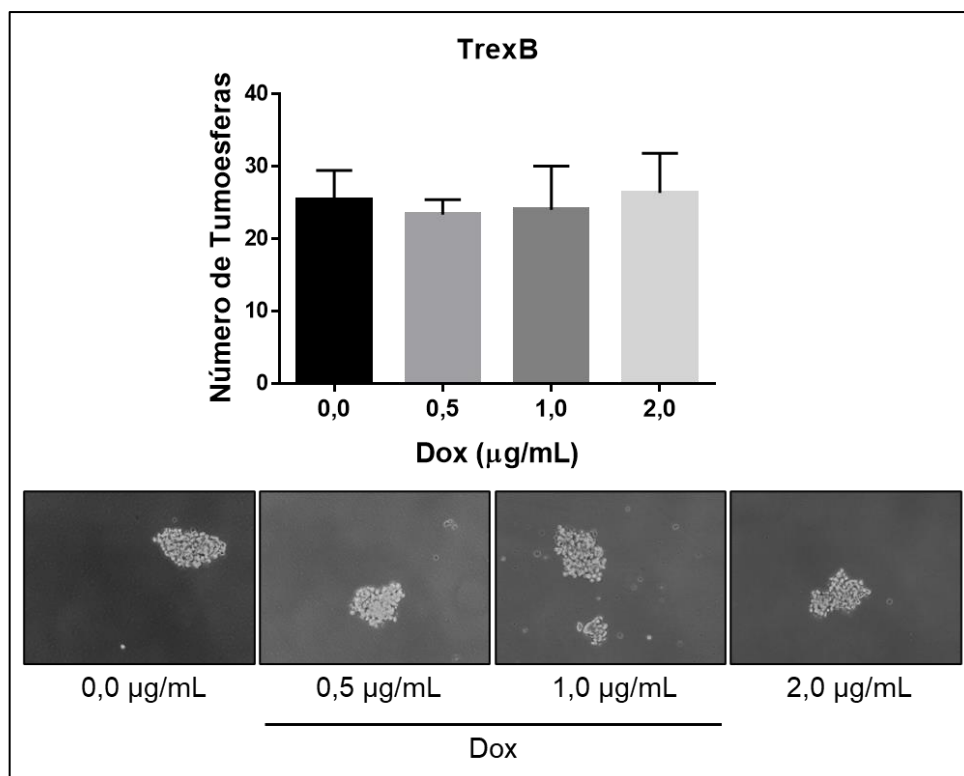 TrexB
Número de Tumoesferas
40
30
20
10
0
0,0 0,5 1,0 2,0
Dox (μg/mL)
0,0 µg/mL 0,5 µg/mL 1,0 µg/mL 2,0 µg/mL
Dox